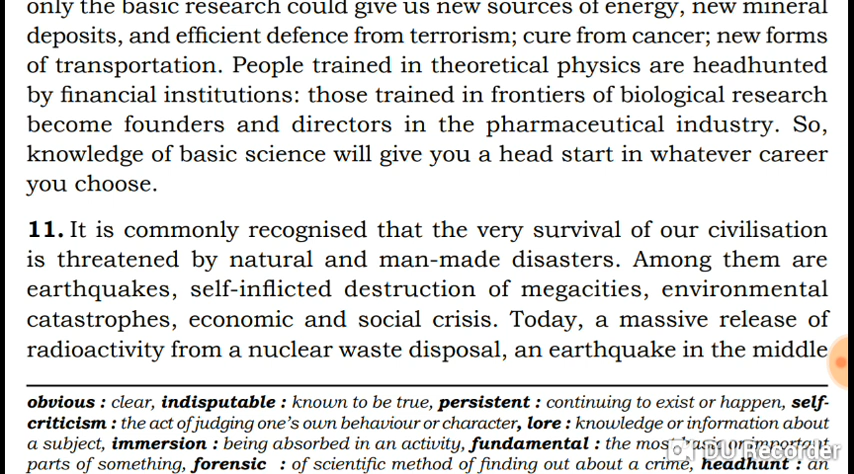 only the basic research could give us new sources of energy, new mineral
deposits, and efficient defence from terrorism; cure from cancer; new forms
of transportation. People trained in theoretical physics are headhunted
by financial institutions: those trained in frontiers of biological research
become founders and directors in the pharmaceutical industry. So,
knowledge of basic science will give you a head start in whatever career
you choose.
11. It is commonly recognised that the very survival of our civilisation
is threatened by natural and man-made disasters. Among them are
earthquakes, self-inflicted destruction of megacities, environmental
catastrophes, economic and social crisis. Today, a massive release of
radioactivity from a nuclear waste disposal, an earthquake in the middle
obvious : clear, indisputable : known to be true, persistent : continuing to exist or happen, self-
criticism : the act of judging one's own behaviour or character, lore : knowledge or information about
a subject, immersion : being absorbed in an activity, fundamental : the most basic or important
parts of something, forensic : of scientific method of finding out about a crime, headhunt : an
DU Recorder